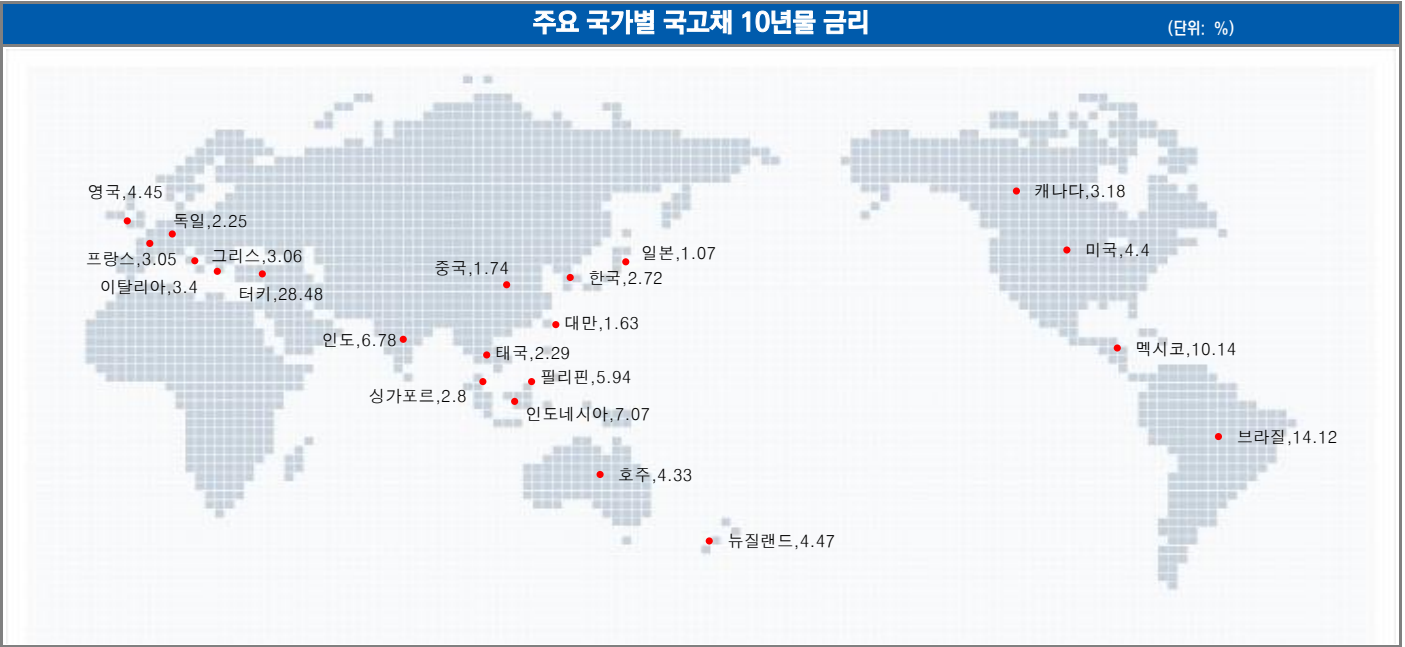 주요 국가별 국고채 10년물 금리
(단위: %)
영국,4.45
캐나다,3.18
독일,2.25
미국,4.4
프랑스,3.05
그리스,3.06
일본,1.07
중국,1.74
한국,2.72
이탈리아,3.4
터키,28.48
대만,1.63
인도,6.78
태국,2.29
멕시코,10.14
필리핀,5.94
싱가포르,2.8
인도네시아,7.07
브라질,14.12
호주,4.33
뉴질랜드,4.47